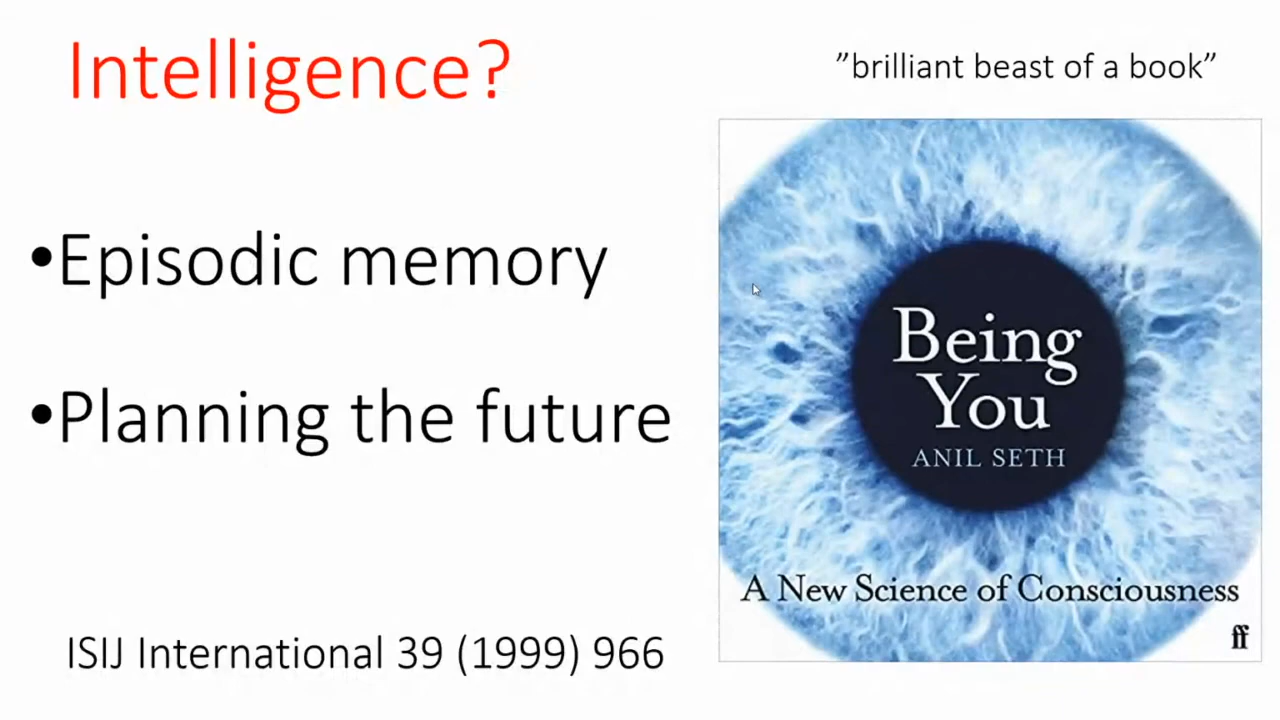 Intelligence?
•Episodic memory
•Planning the future
ISIJ International 39 (1999) 966
”brilliant beast of a book”
Being
You
ANIL SETH
A New Science of Consciousness
ff